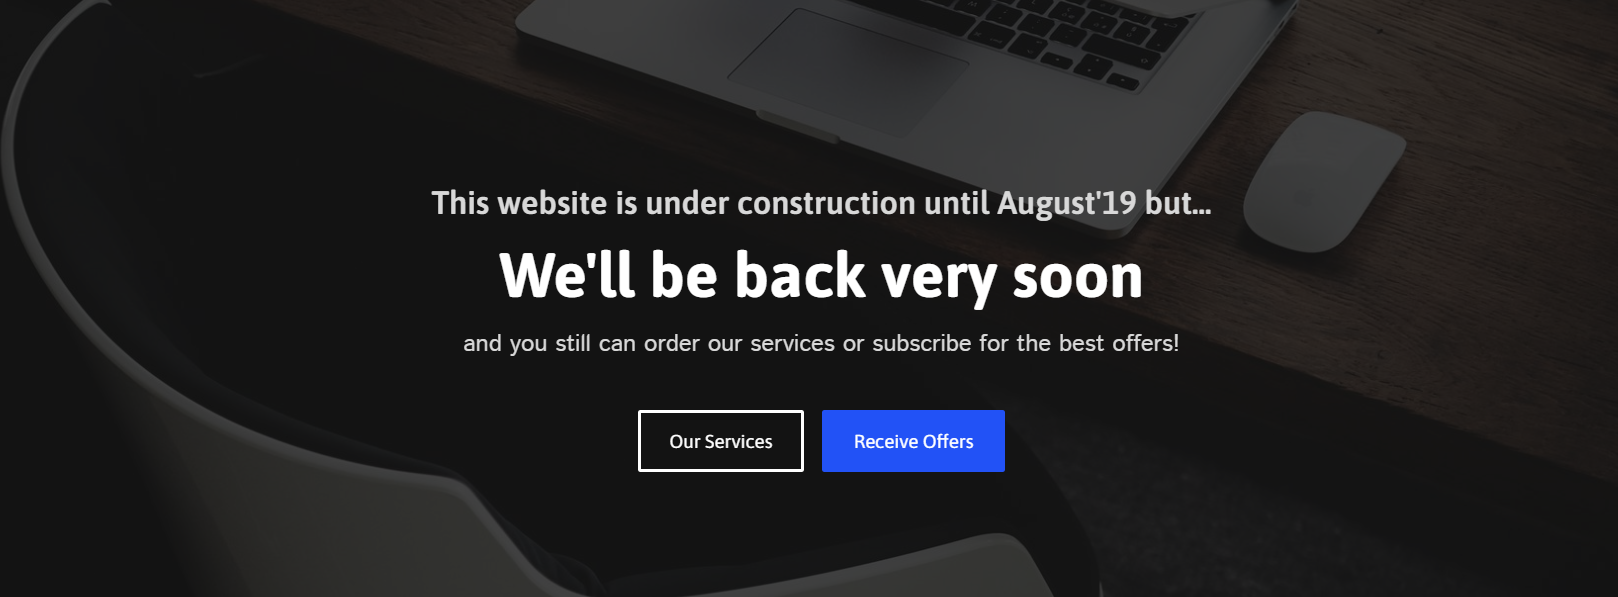 This website is under construction until August'19 but...
We'll be back very soon
and you still can order our services or subscribe for the best offers!
Our Services
Receive Offers